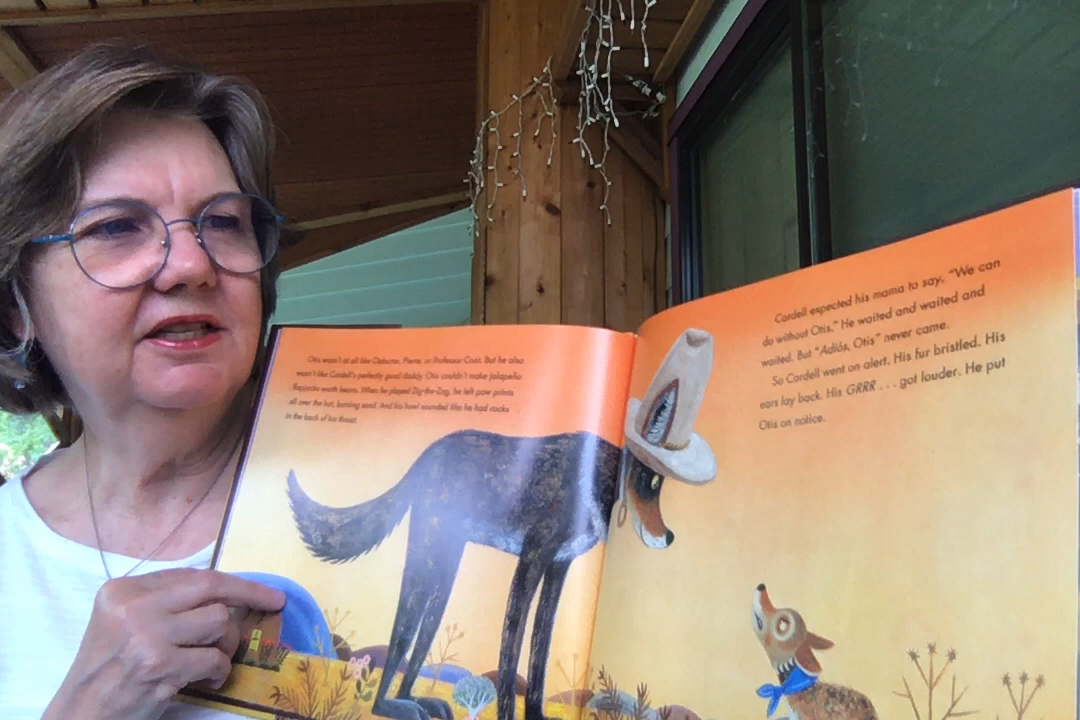 Otis wasn't at all like Claiborne, Pierre, or Professor Coot. But he also
wasn't like Cordell's perfectly good daddy. Otis couldn't make Jalapeño
Flapjacks worth beans. When he played Dig-the-Zag, he left paw prints
all over the hot, burning sand. And his howl sounded like he had rocks
in the back of his throat.
Cordell expected his mama to say, "We can
do without Otis." He waited and waited and
waited. But "Adiós, Otis" never came.
So Cordell went on alert. His fur bristled. His
ears lay back. His GRRR . . . got louder. He put
Otis on notice.